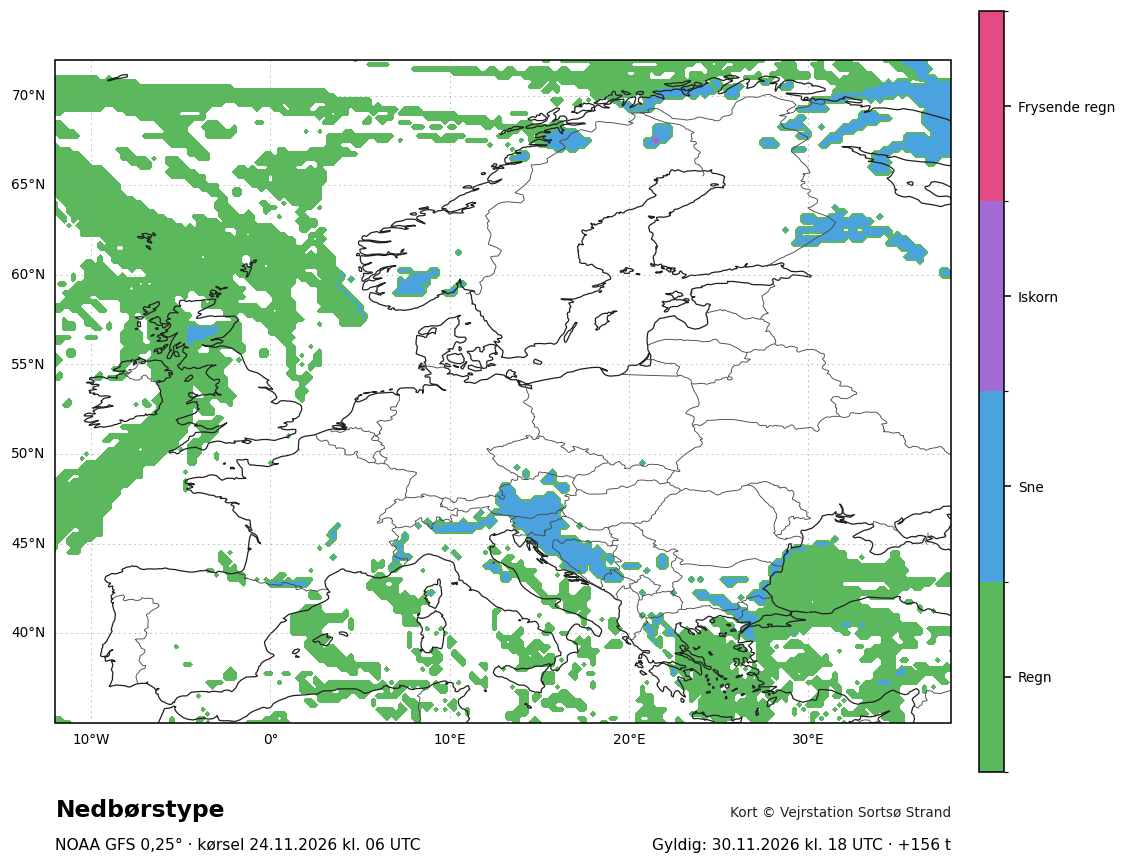 70°N
65°N
60°N
55°N
50°N
45°N
40°N
10°W
0°
10°E
20°E
30°E
Frysende regn
Iskorn
Sne
Regn
Nedbørstype
Kort © Vejrstation Sortsø Strand
NOAA GFS 0,25° · kørsel 24.11.2026 kl. 06 UTC
Gyldig: 30.11.2026 kl. 18 UTC · +156 t